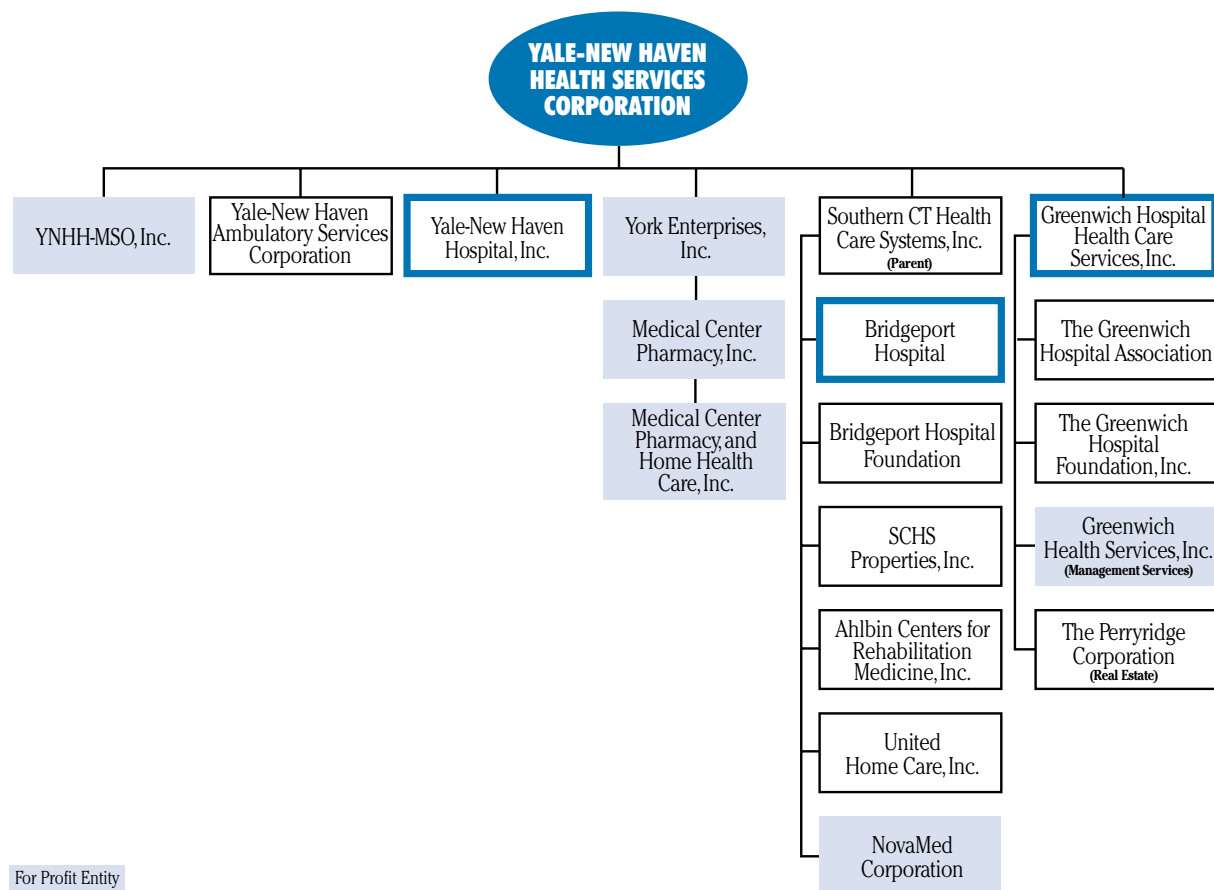 YALE-NEW HAVEN
HEALTH SERVICES
CORPORATION
YNHH-MSO, Inc.
Yale-New Haven
Ambulatory Services
Corporation
Yale-New Haven
Hospital, Inc.
York Enterprises,
Inc.
Medical Center
Pharmacy, Inc.
Medical Center
Pharmacy, and
Home Health
Care, Inc.
Southern CT Health
Care Systems, Inc.
(Parent)
Bridgeport
Hospital
Bridgeport Hospital
Foundation
SCHS
Properties, Inc.
Ahlbin Centers for
Rehabilitation
Medicine, Inc.
United
Home Care, Inc.
NovaMed
Corporation
Greenwich Hospital
Health Care
Services, Inc.
The Greenwich
Hospital Association
The Greenwich
Hospital
Foundation, Inc.
Greenwich
Health Services, Inc.
(Management Services)
The Perryridge
Corporation
(Real Estate)
For Profit Entity